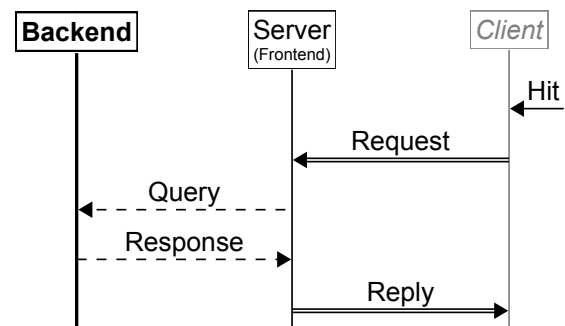 Backend
Server
(Frontend)
Client
Hit
Request
Query
Response
Reply